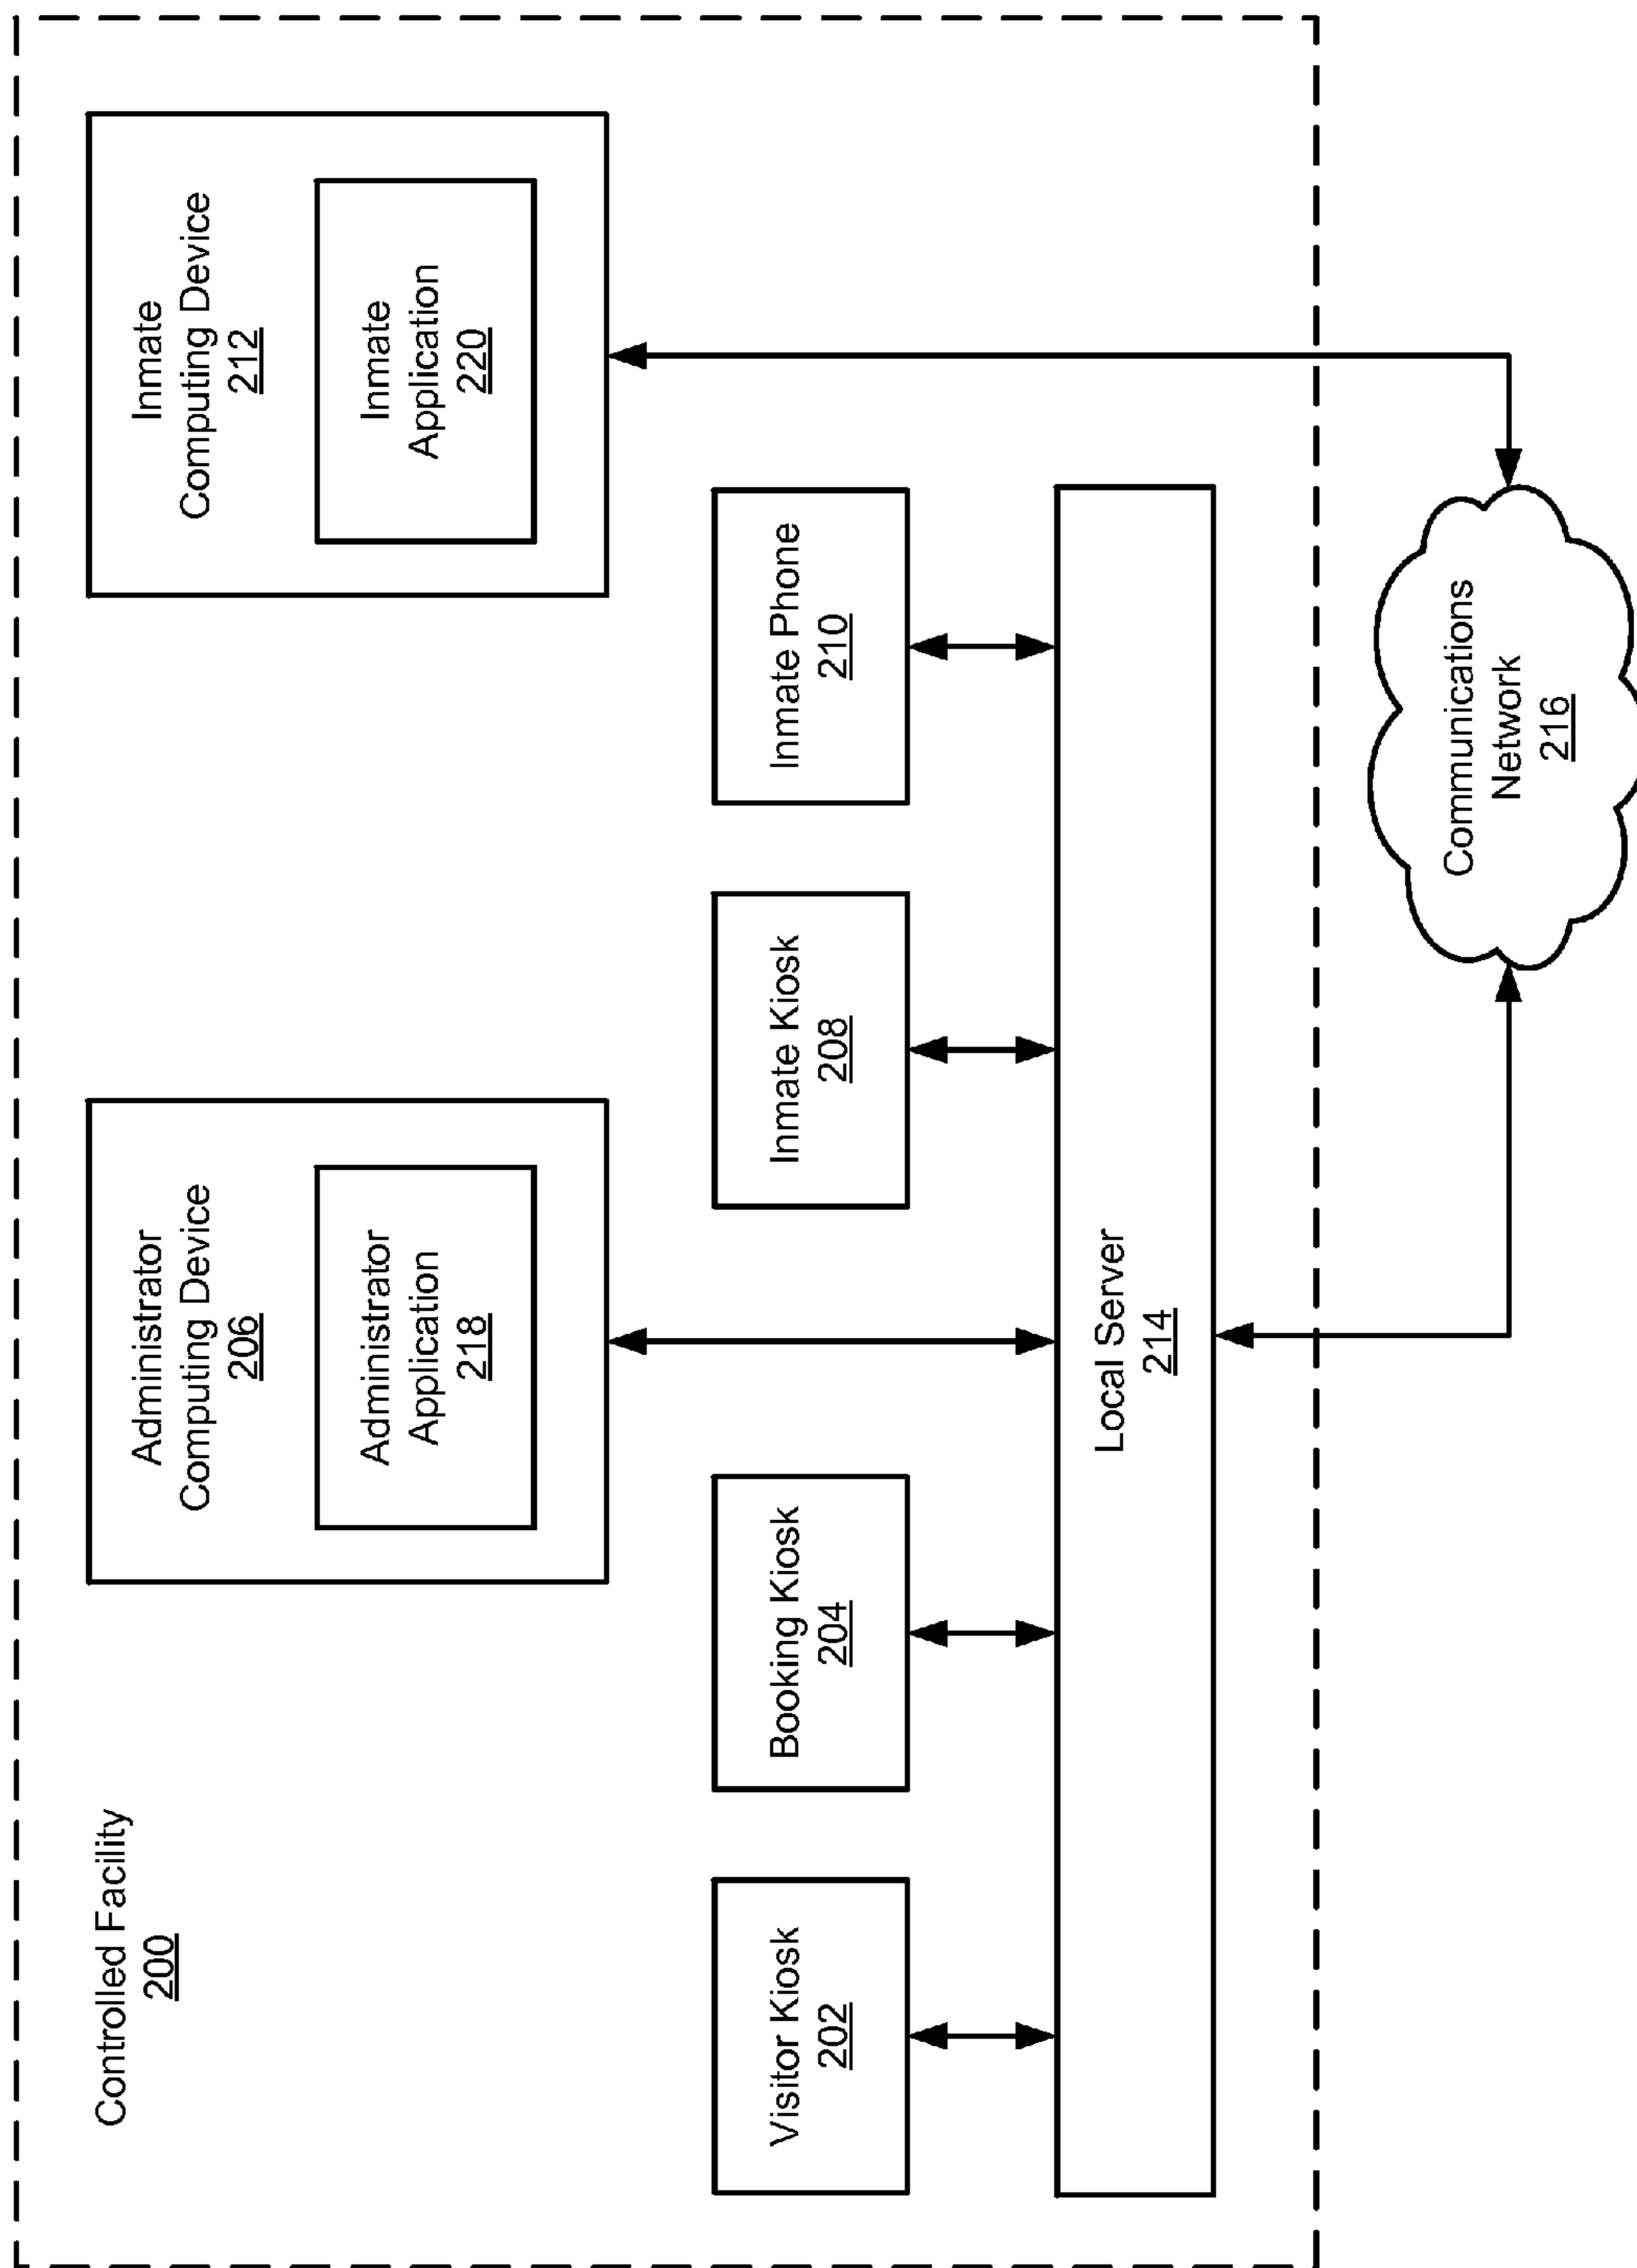 Controlled Facility
200
Administrator
Computing Device
206
Administrator
Application
218
Inmate
Computing Device
212
Inmate
Application
220
Visitor Kiosk
202
Booking Kiosk
204
Inmate Kiosk
208
Inmate Phone
210
Local Server
214
Communications
Network
216